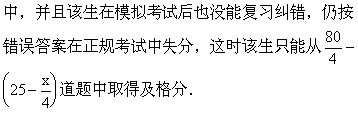 中，并且该生在模拟考试后也没能复习纠错，仍按
错误答案在正规考试中失分，这时该生只能从80/4−
(25−x/4)道题中取得及格分．